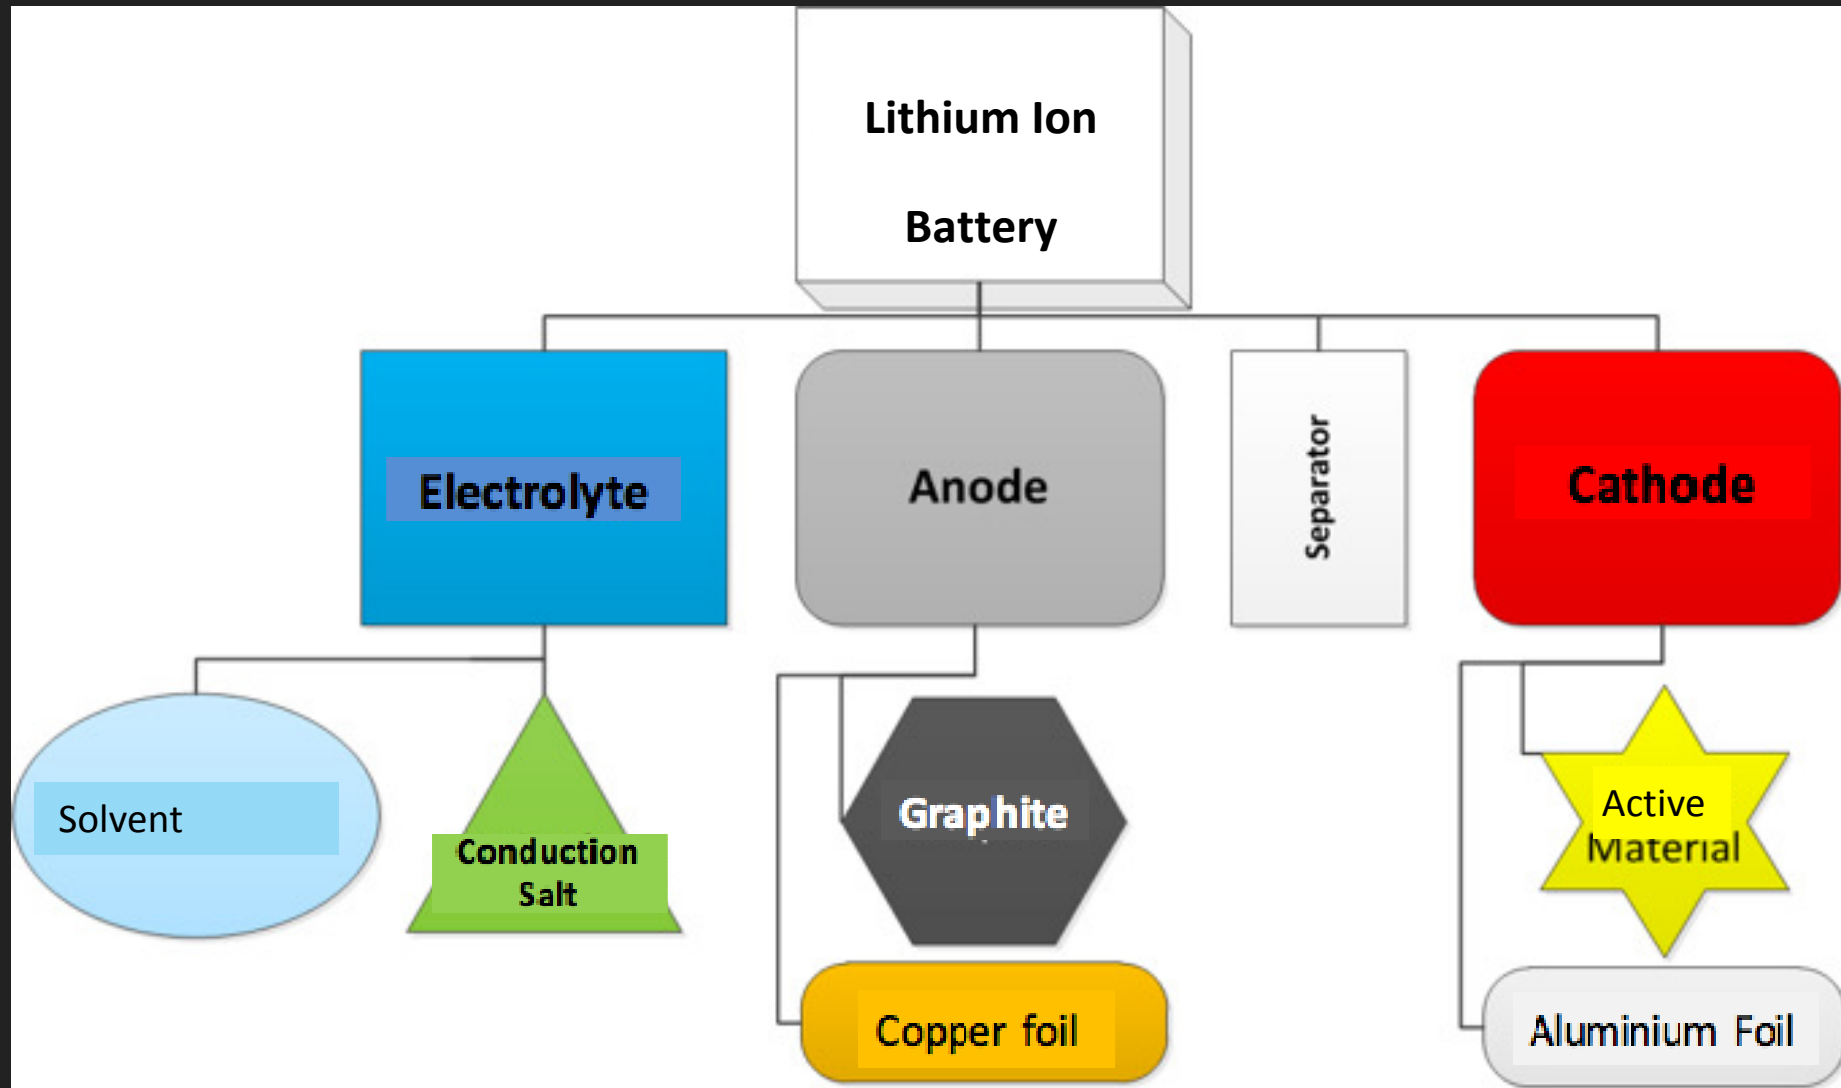 Lithium Ion
Battery
Electrolyte
Anode
Separator
Cathode
Solvent
Conduction
Salt
Graphite
Active
Material
Copper foil
Aluminium Foil